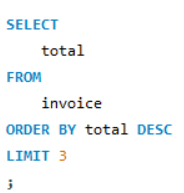 SELECT
    total
FROM
    invoice
ORDER BY total DESC
LIMIT 3
;